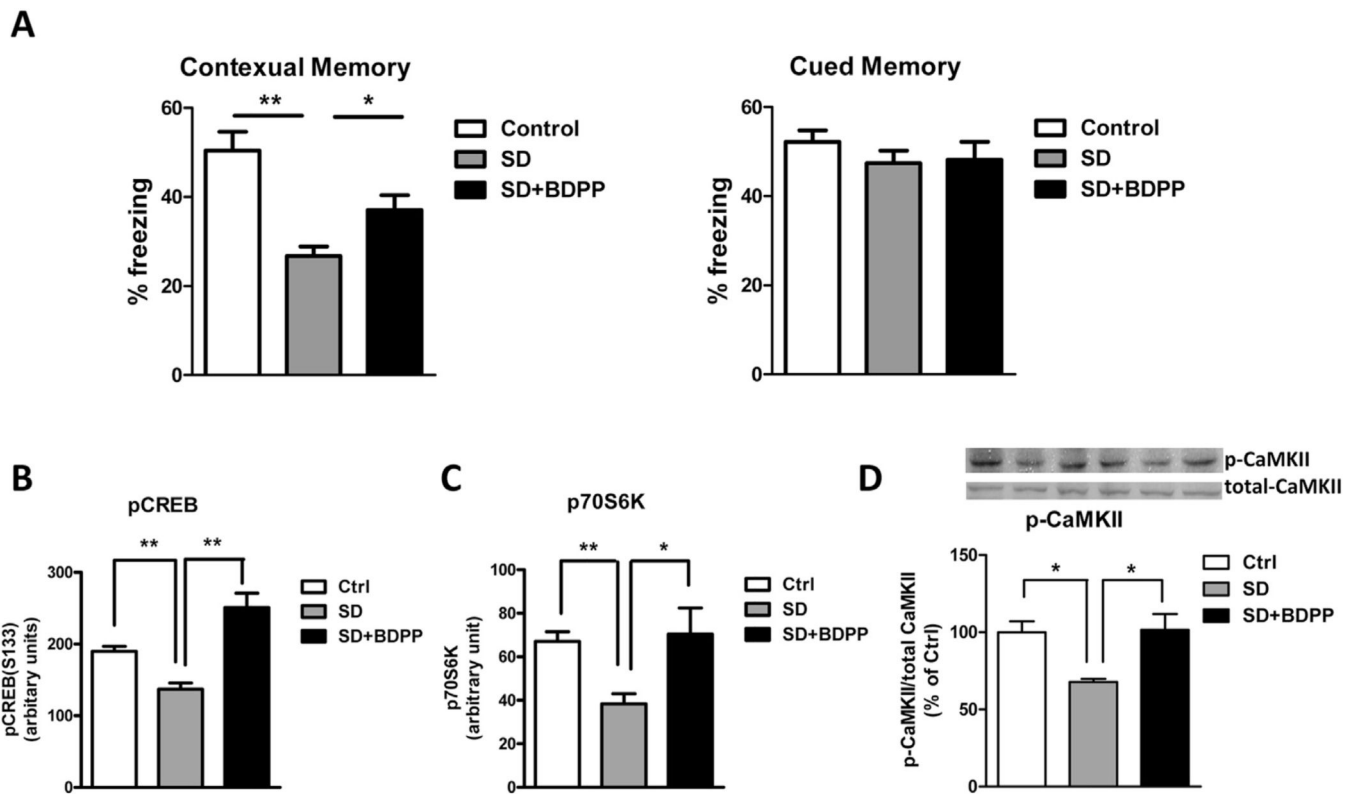 A
Contexual Memory
** *
60
40
20
0
% freezing
Control
SD
SD+BDPP
Cued Memory
60
40
20
0
% freezing
Control
SD
SD+BDPP
B
pCREB
** **
300
200
100
0
pCREB(S133)
(arbitary units)
Ctrl
SD
SD+BDPP
C
p70S6K
** *
100
80
60
40
20
0
p70S6K
(arbitrary unit)
Ctrl
SD
SD+BDPP
D
p-CaMKII
total-CaMKII
p-CaMKII
* *
150
100
50
0
p-CaMKII/total CaMKII
(% of Ctrl)
Ctrl
SD
SD+BDPP